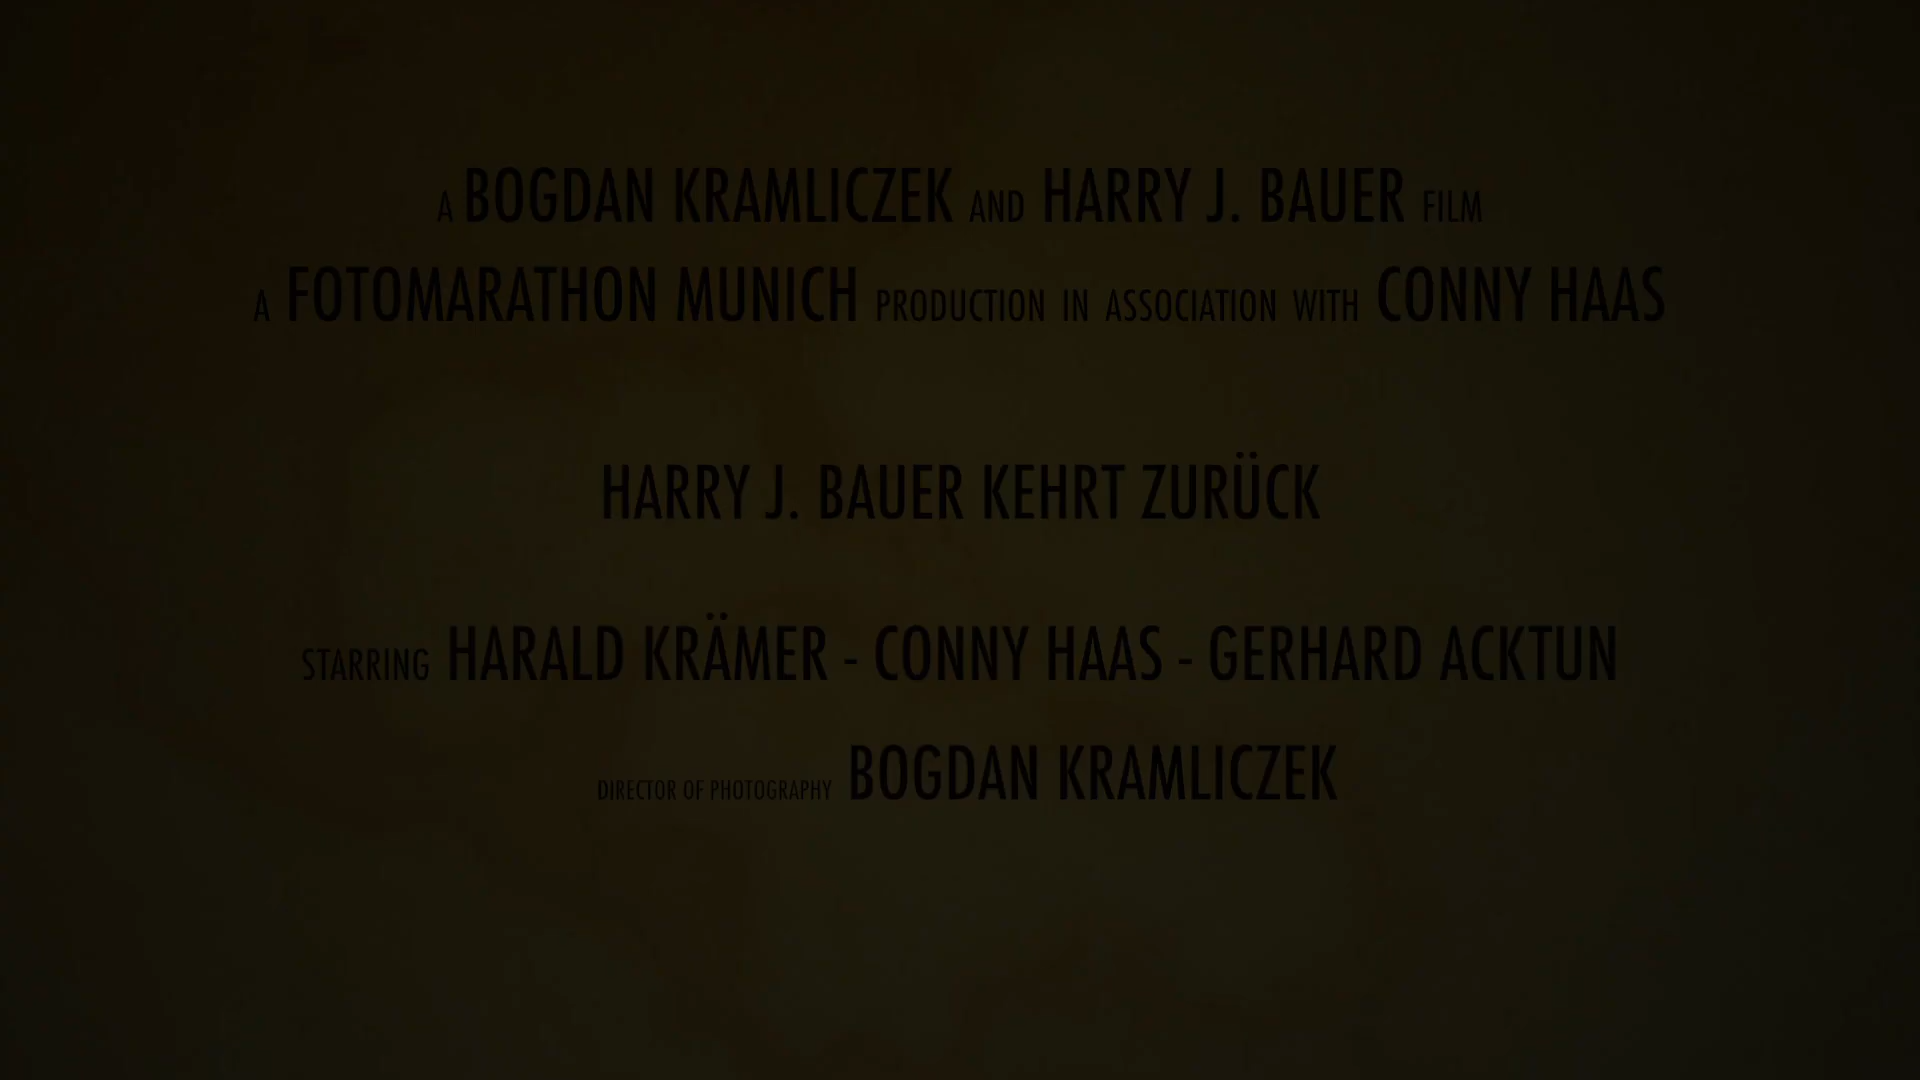 A BOGDAN KRAMLICZEK AND HARRY J. BAUER FILM
A FOTOMARATHON MUNICH PRODUCTION IN ASSOCIATION WITH CONNY HAAS
HARRY J. BAUER KEHRT ZURÜCK
STARRING HARALD KRÄMER - CONNY HAAS - GERHARD ACKTUN
DIRECTOR OF PHOTOGRAPHY BOGDAN KRAMLICZEK